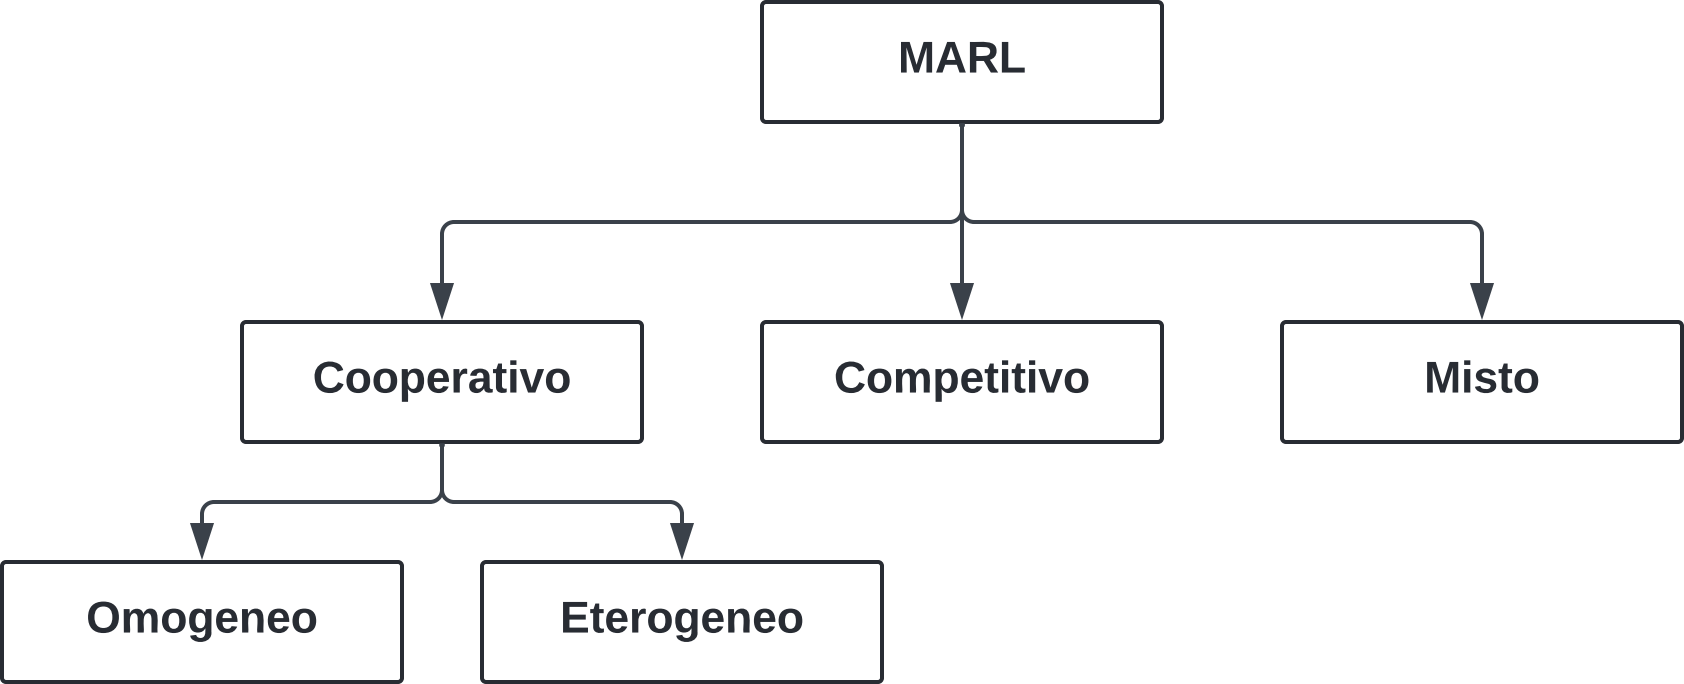 MARL
Cooperativo
Competitivo
Misto
Omogeneo
Eterogeneo